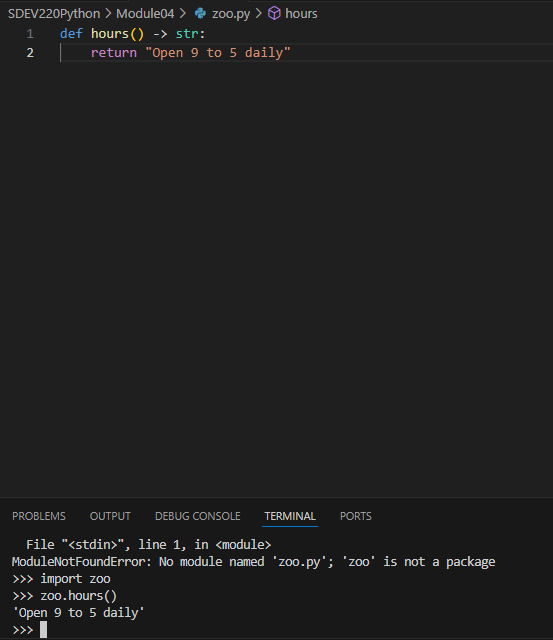 SDEV220Python > Module04 > zoo.py > hours
1 def hours() -> str:
2     return "Open 9 to 5 daily"
PROBLEMS OUTPUT DEBUG CONSOLE TERMINAL PORTS
  File "<stdin>", line 1, in <module>
ModuleNotFoundError: No module named 'zoo.py'; 'zoo' is not a package
>>> import zoo
>>> zoo.hours()
'Open 9 to 5 daily'
>>>